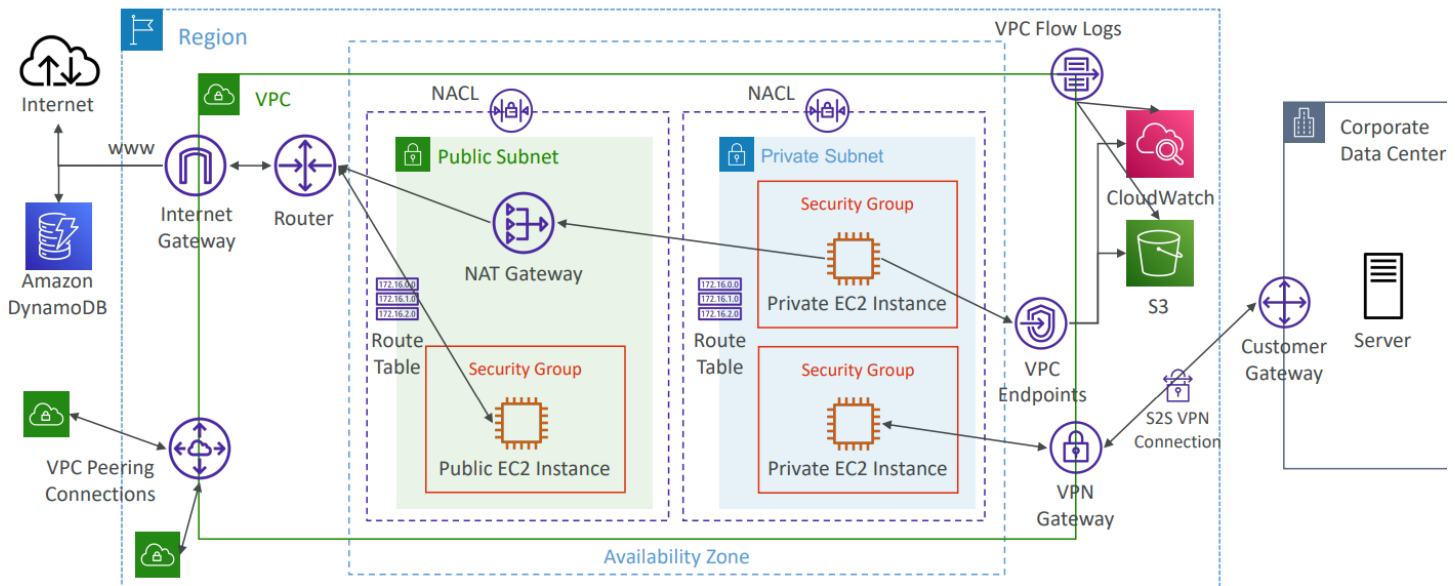 Region
VPC Flow Logs
Internet
VPC
NACL
NACL
Corporate
Data Center
www
Public Subnet
Private Subnet
Security Group
CloudWatch
Internet
Gateway
Router
NAT Gateway
Amazon
DynamoDB
172.16.0.0
172.16.1.0
172.16.2.0
Route
Table
Private EC2 Instance
172.16.0.0
172.16.1.0
172.16.2.0
Route
Table
S3
Server
Customer
Gateway
VPC
Endpoints
Security Group
Security Group
S2S VPN
Connection
VPC Peering
Connections
Public EC2 Instance
Private EC2 Instance
VPN
Gateway
Availability Zone